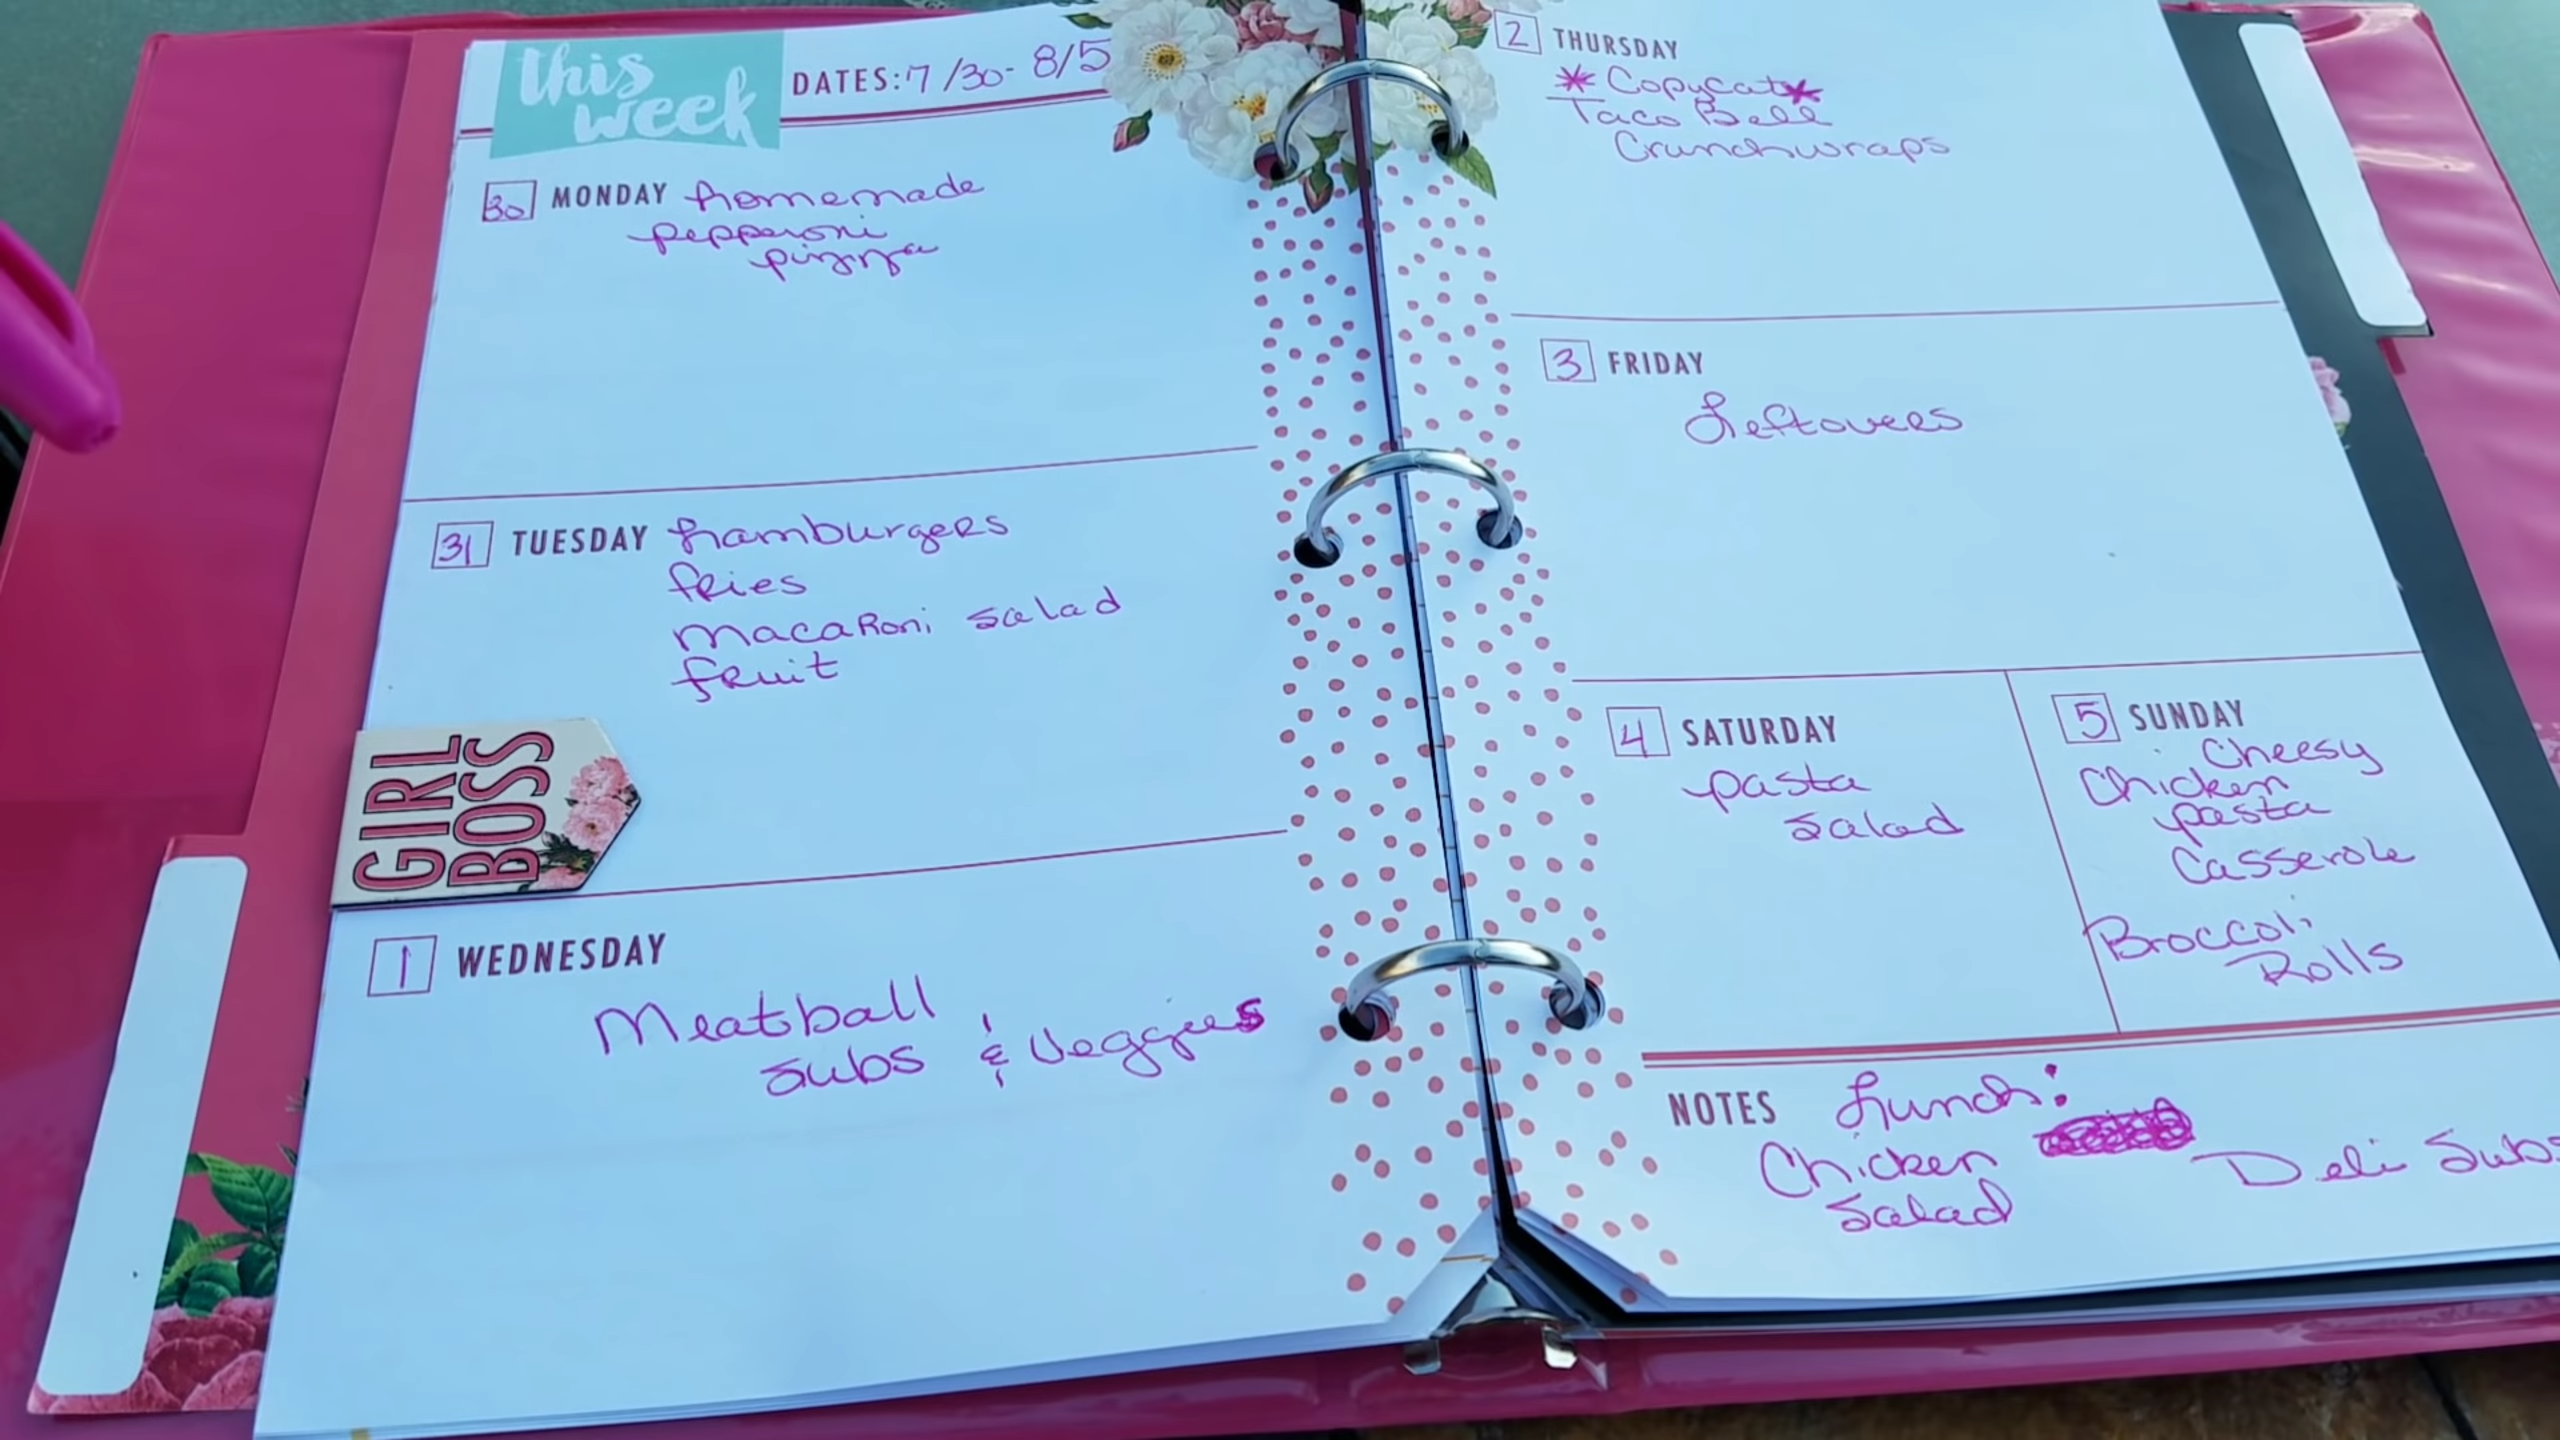 this
week
DATES: 7/30- 8/5
30 MONDAY homemade
pepperoni
pizza
31 TUESDAY hamburgers
fries
macaroni salad
fruit
GIRL
BOSS
1 WEDNESDAY
Meatball
Subs & Veggies
2 THURSDAY
*Copycat*
Taco Bell
Crunchwraps
3 FRIDAY
Leftovers
4 SATURDAY
pasta
salad
5 SUNDAY
Cheesy
Chicken
pasta
Casserole
Broccoli
Rolls
NOTES Lunch:
Chicken
Salad
Deli Subs